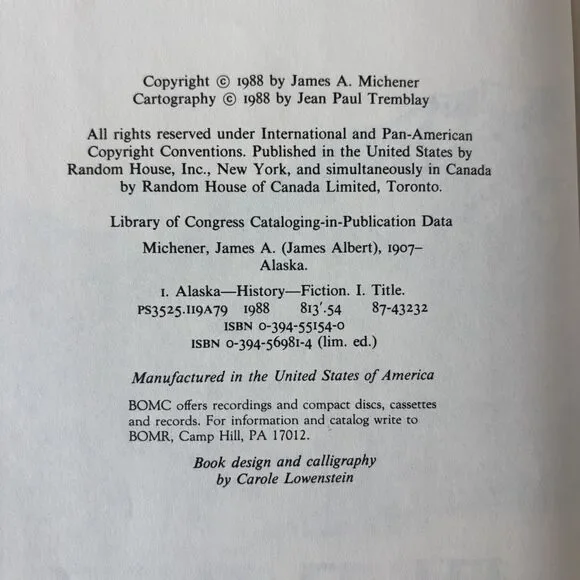 Copyright © 1988 by James A. Michener
Cartography © 1988 by Jean Paul Tremblay
All rights reserved under International and Pan-American
Copyright Conventions. Published in the United States by
Random House, Inc., New York, and simultaneously in Canada
by Random House of Canada Limited, Toronto.
Library of Congress Cataloging-in-Publication Data
Michener, James A. (James Albert), 1907–
Alaska.
1. Alaska—History—Fiction. I. Title.
PS3525.I19A79 1988 813'.54 87-43232
ISBN 0-394-55154-0
ISBN 0-394-56981-4 (lim. ed.)
Manufactured in the United States of America
BOMC offers recordings and compact discs, cassettes
and records. For information and catalog write to
BOMR, Camp Hill, PA 17012.
Book design and calligraphy
by Carole Lowenstein